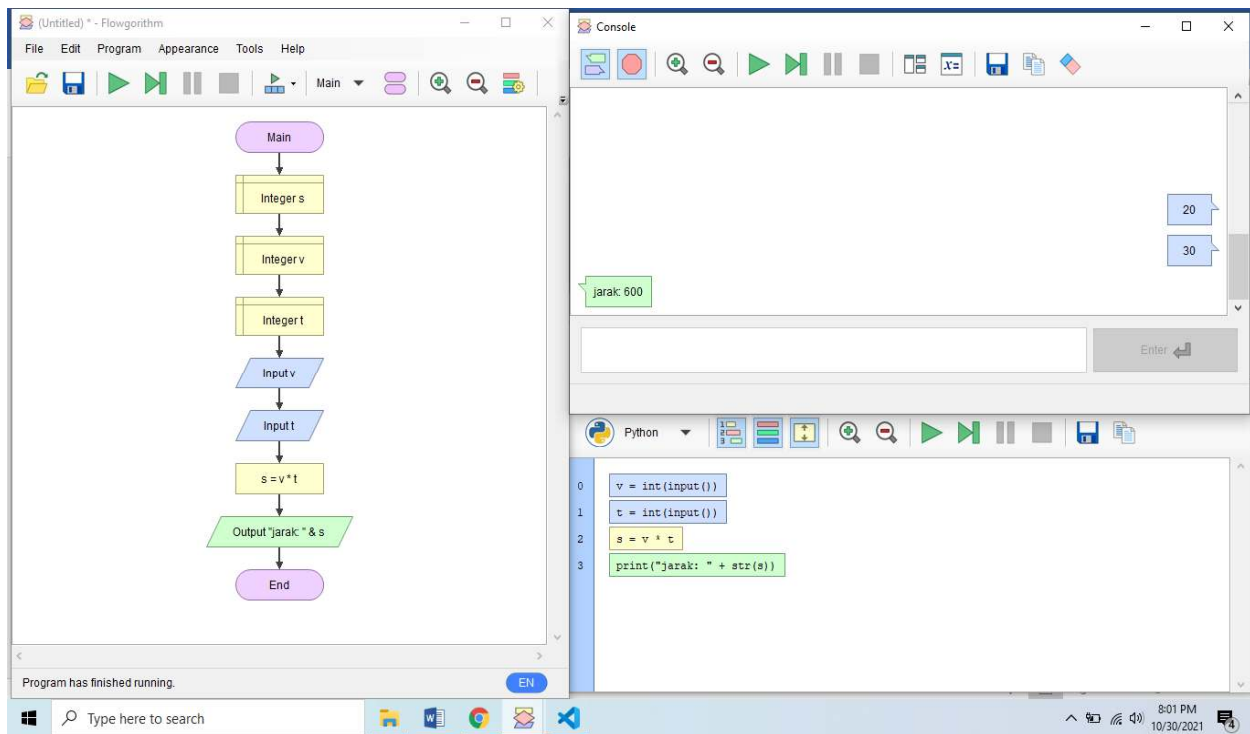 (Untitled) * - Flowgorithm
File Edit Program Appearance Tools Help
Main
Main
Integer s
Integer v
Integer t
Input v
Input t
s = v * t
Output "jarak: " & s
End
Program has finished running.
EN
Console
20
30
jarak: 600
Enter
Python
0 v = int(input())
1 t = int(input())
2 s = v * t
3 print("jarak: " + str(s))
Type here to search
8:01 PM
10/30/2021
4